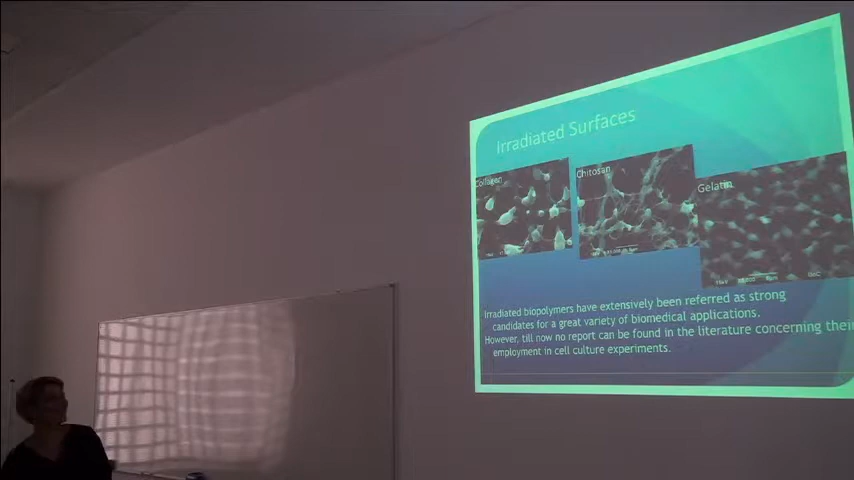 Irradiated Surfaces
Collagen
Chitosan
Gelatin
Irradiated biopolymers have extensively been referred as strong
candidates for a great variety of biomedical applications.
However, till now no report can be found in the literature concerning their
employment in cell culture experiments.